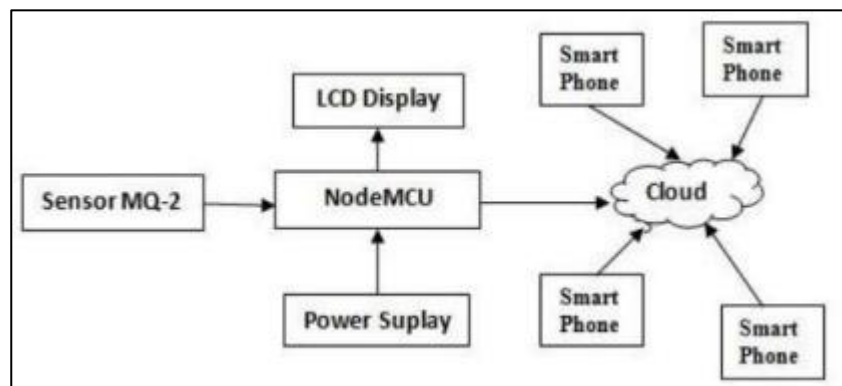 Smart
Phone
Smart
Phone
LCD Display
Sensor MQ-2
NodeMCU
Cloud
Power Suplay
Smart
Phone
Smart
Phone